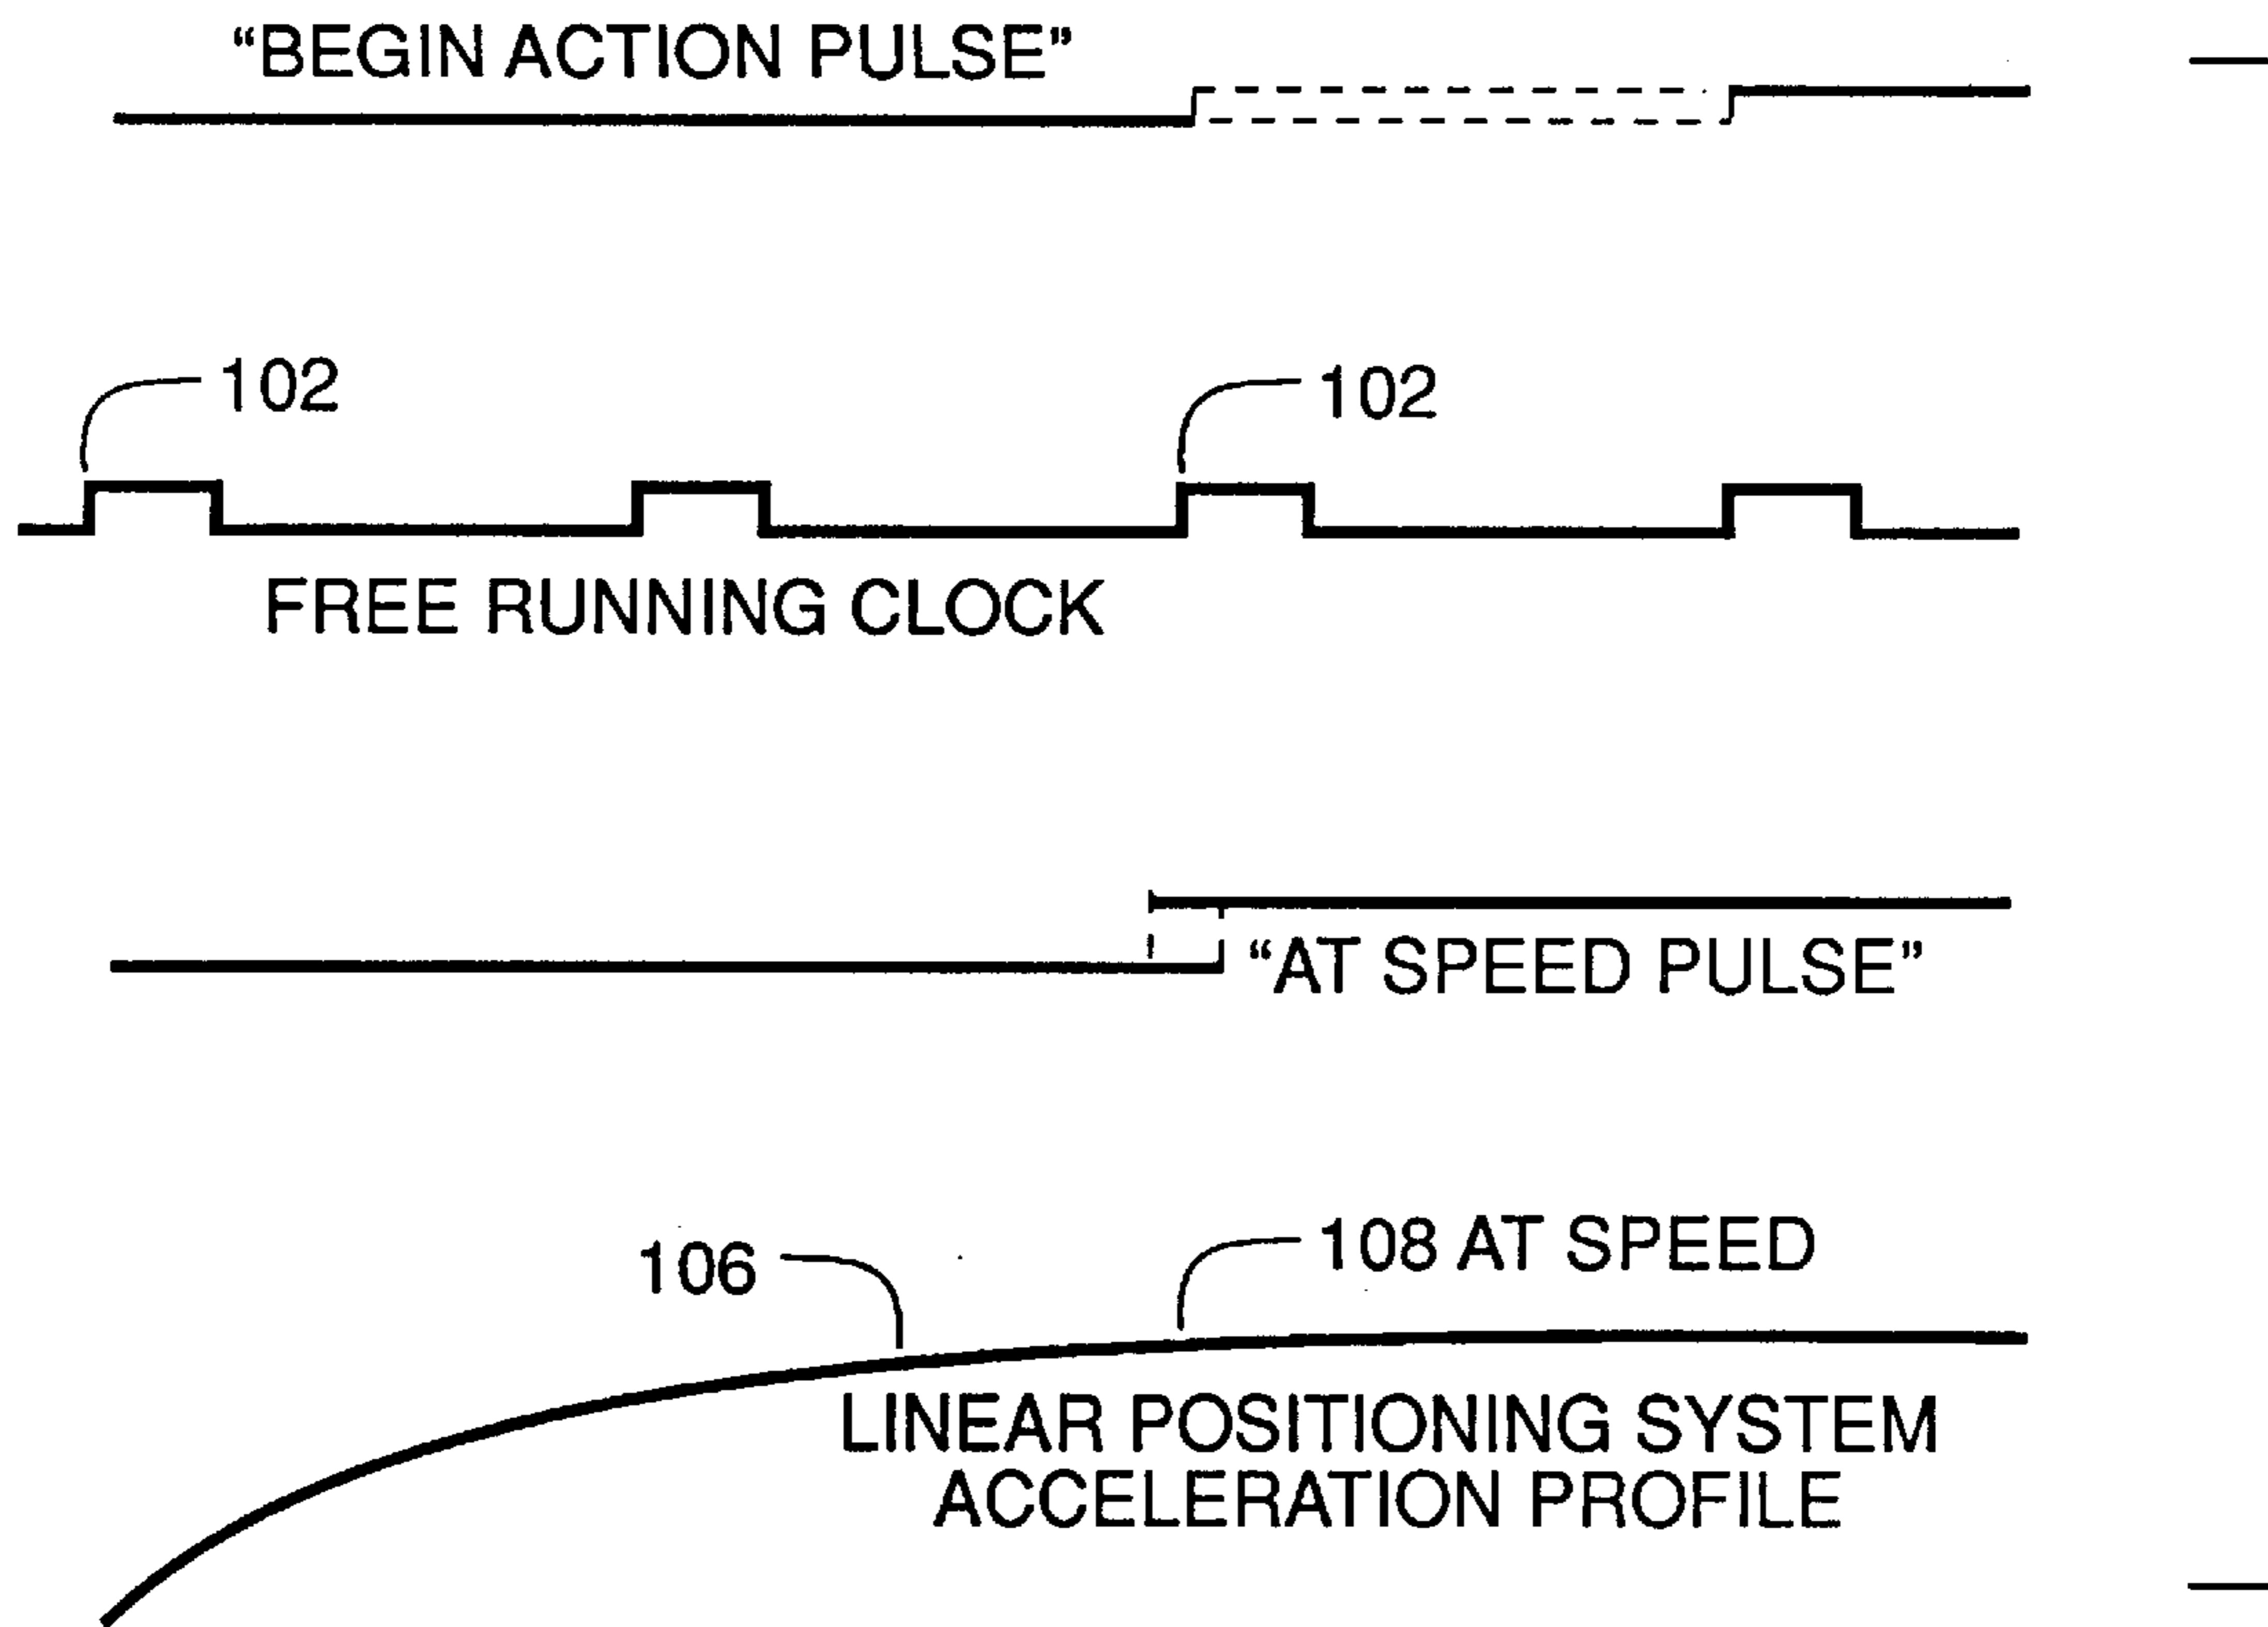 “BEGIN ACTION PULSE”
102
102
FREE RUNNING CLOCK
“AT SPEED PULSE”
106
108 AT SPEED
LINEAR POSITIONING SYSTEM
ACCELERATION PROFILE